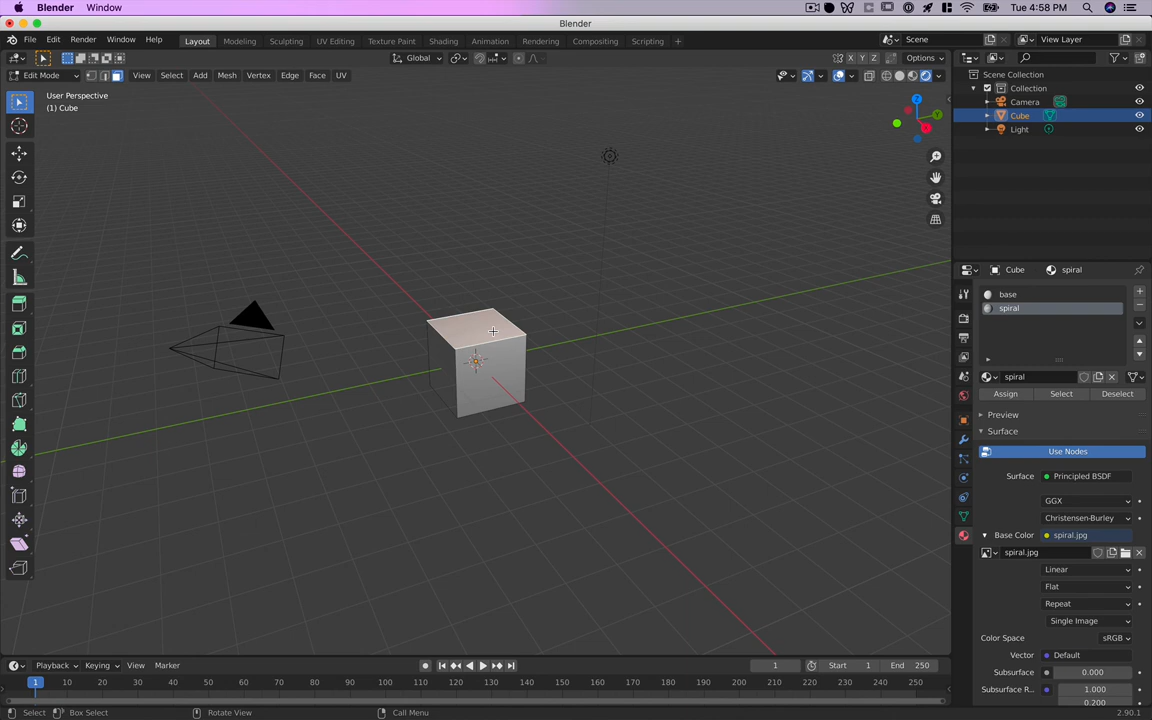 Blender Window Tue 4:58 PM
Blender
File Edit Render Window Help Layout Modeling Sculpting UV Editing Texture Paint Shading Animation Rendering Compositing Scripting + Scene View Layer
Global X Y Z Options
Edit Mode View Select Add Mesh Vertex Edge Face UV
User Perspective
(1) Cube
Z
Y
X
Scene Collection
Collection
Camera
Cube
Light
Cube spiral
base
spiral
spiral
Assign Select Deselect
Preview
Surface
Use Nodes
Surface Principled BSDF
GGX
Christensen-Burley
Base Color spiral.jpg
spiral.jpg
Linear
Flat
Repeat
Single Image
Color Space sRGB
Vector Default
Subsurface 0.000
Subsurface R... 1.000
0.200
Playback Keying View Marker 1 Start 1 End 250
1 10 20 30 40 50 60 70 80 90 100 110 120 130 140 150 160 170 180 190 200 210 220 230 240 250
Select Box Select Rotate View Call Menu 2.90.1